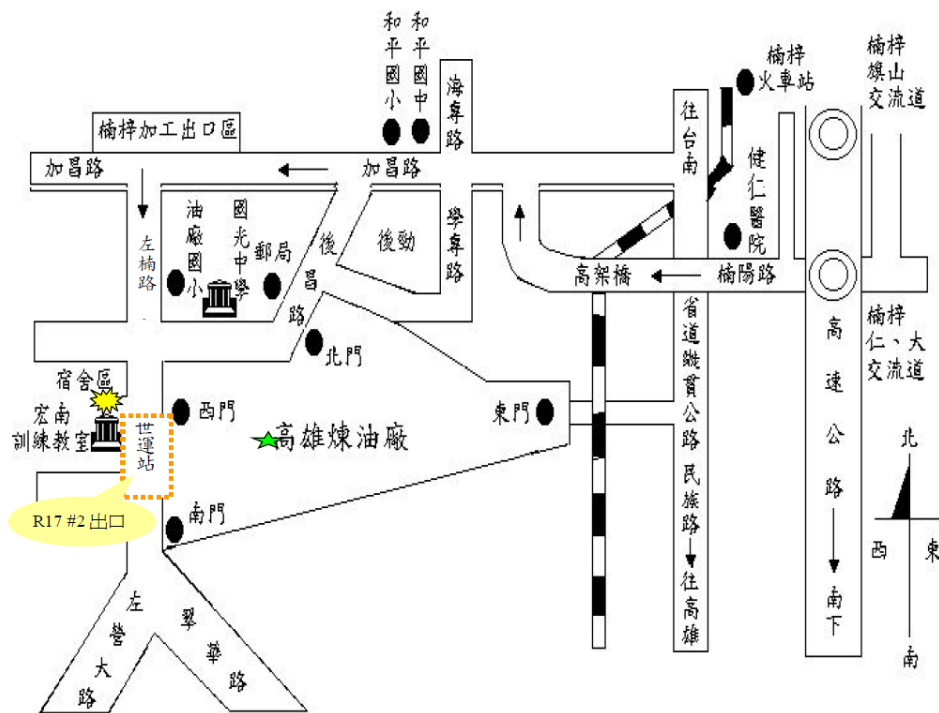 和平國小
和平國中
海專路
往台南
楠梓
火車站
楠梓
旗山
交流道
楠梓加工出口區
加昌路
加昌路
健仁醫院
左楠路
油廠國小
國光中學
郵局
後昌路
後勁
學專路
高架橋
楠陽路
省道縱貫公路
民族路
往高雄
高速公路
南下
楠梓
仁、大
交流道
北門
宿舍區
宏南
訓練教室
世運站
西門
高雄煉油廠
東門
R17 #2 出口
南門
北
西
東
南
左營大路
翠華路